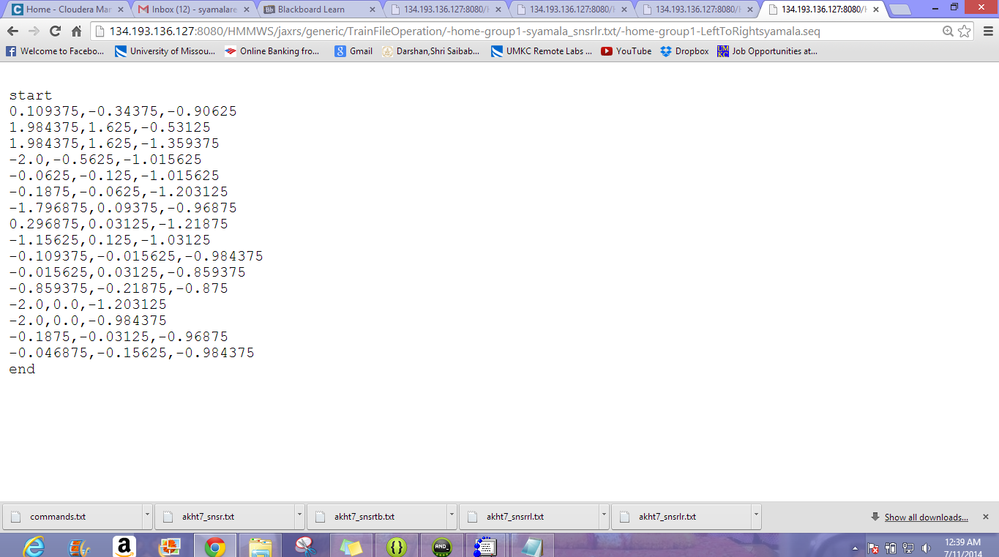 Home - Cloudera Mar
Inbox (12) - syamalare
Bb Blackboard Learn
134.193.136.127:8080/H
134.193.136.127:8080/H
134.193.136.127:8080/H
134.193.136.127:8080/H
134.193.136.127:8080/HMMWS/jaxrs/generic/TrainFileOperation/-home-group1-syamala_snsrlr.txt/-home-group1-LeftToRightsyamala.seq
Welcome to Facebo...
University of Missou...
Online Banking fro...
Gmail
Darshan,Shri Saibab...
UMKC Remote Labs ...
YouTube
Dropbox
Job Opportunities at...
start
0.109375,-0.34375,-0.90625
1.984375,1.625,-0.53125
1.984375,1.625,-1.359375
-2.0,-0.5625,-1.015625
-0.0625,-0.125,-1.015625
-0.1875,-0.0625,-1.203125
-1.796875,0.09375,-0.96875
0.296875,0.03125,-1.21875
-1.15625,0.125,-1.03125
-0.109375,-0.015625,-0.984375
-0.015625,0.03125,-0.859375
-0.859375,-0.21875,-0.875
-2.0,0.0,-1.203125
-2.0,0.0,-0.984375
-0.1875,-0.03125,-0.96875
-0.046875,-0.15625,-0.984375
end
commands.txt
akht7_snsr.txt
akht7_snsrtb.txt
akht7_snsrrl.txt
akht7_snsrlr.txt
Show all downloads...
12:39 AM
7/11/2014